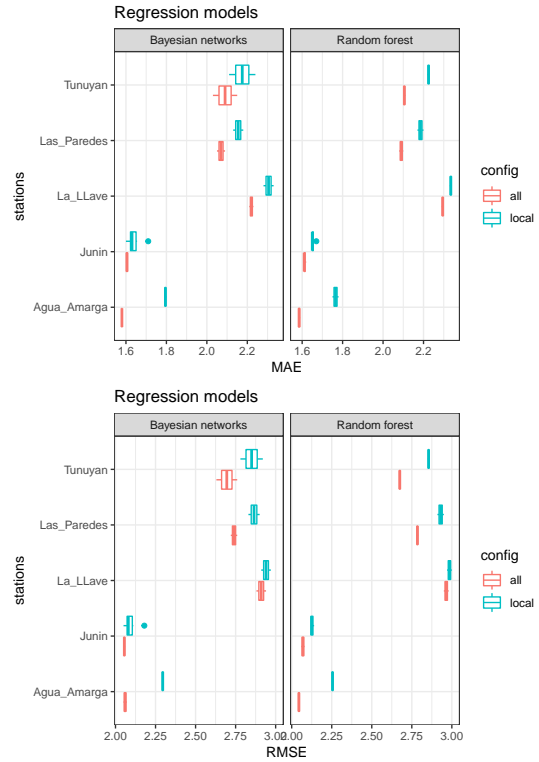 Regression models
Bayesian networks Random forest
Tunuyan
Las_Paredes
La_LLave
Junin
Agua_Amarga
stations
1.6 1.8 2.0 2.2 1.6 1.8 2.0 2.2
MAE
config
all
local
Regression models
Bayesian networks Random forest
Tunuyan
Las_Paredes
La_LLave
Junin
Agua_Amarga
stations
2.00 2.25 2.50 2.75 3.00 2.00 2.25 2.50 2.75 3.00
RMSE
config
all
local